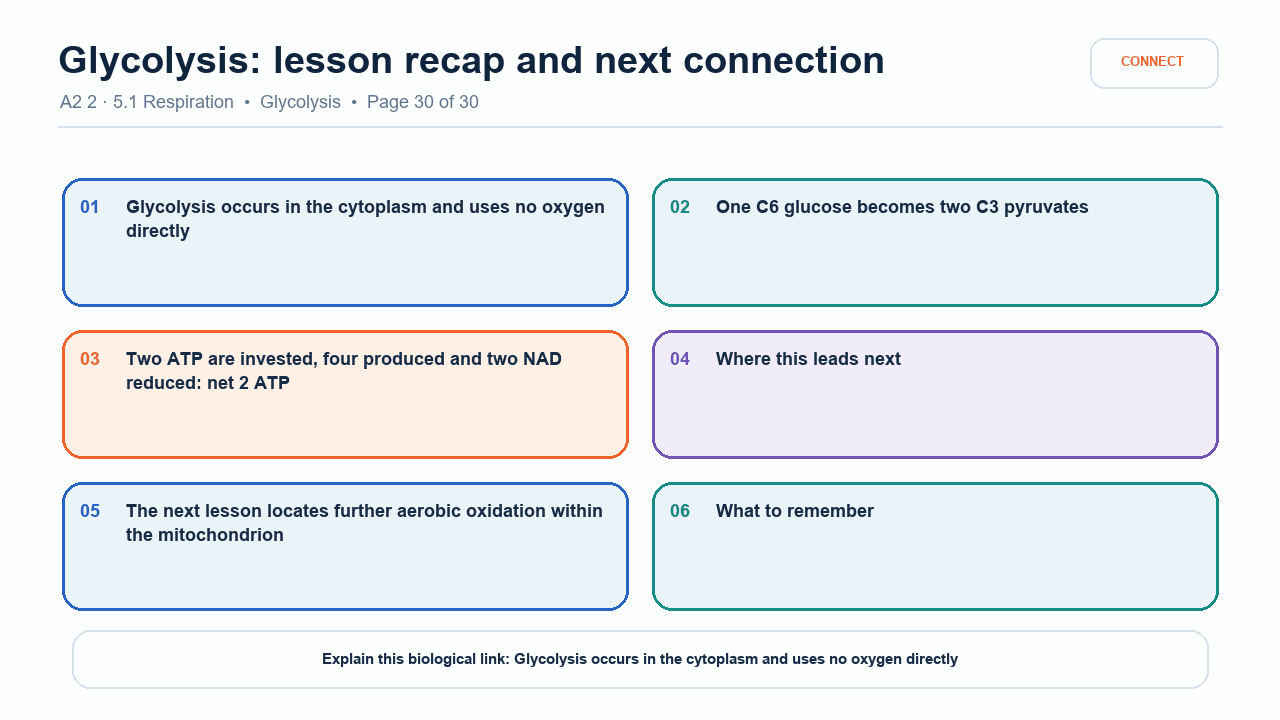 Glycolysis: lesson recap and next connection
CONNECT
A2 2 · 5.1 Respiration • Glycolysis • Page 30 of 30
01 Glycolysis occurs in the cytoplasm and uses no oxygen
directly
02 One C6 glucose becomes two C3 pyruvates
03 Two ATP are invested, four produced and two NAD
reduced: net 2 ATP
04 Where this leads next
05 The next lesson locates further aerobic oxidation within
the mitochondrion
06 What to remember
Explain this biological link: Glycolysis occurs in the cytoplasm and uses no oxygen directly